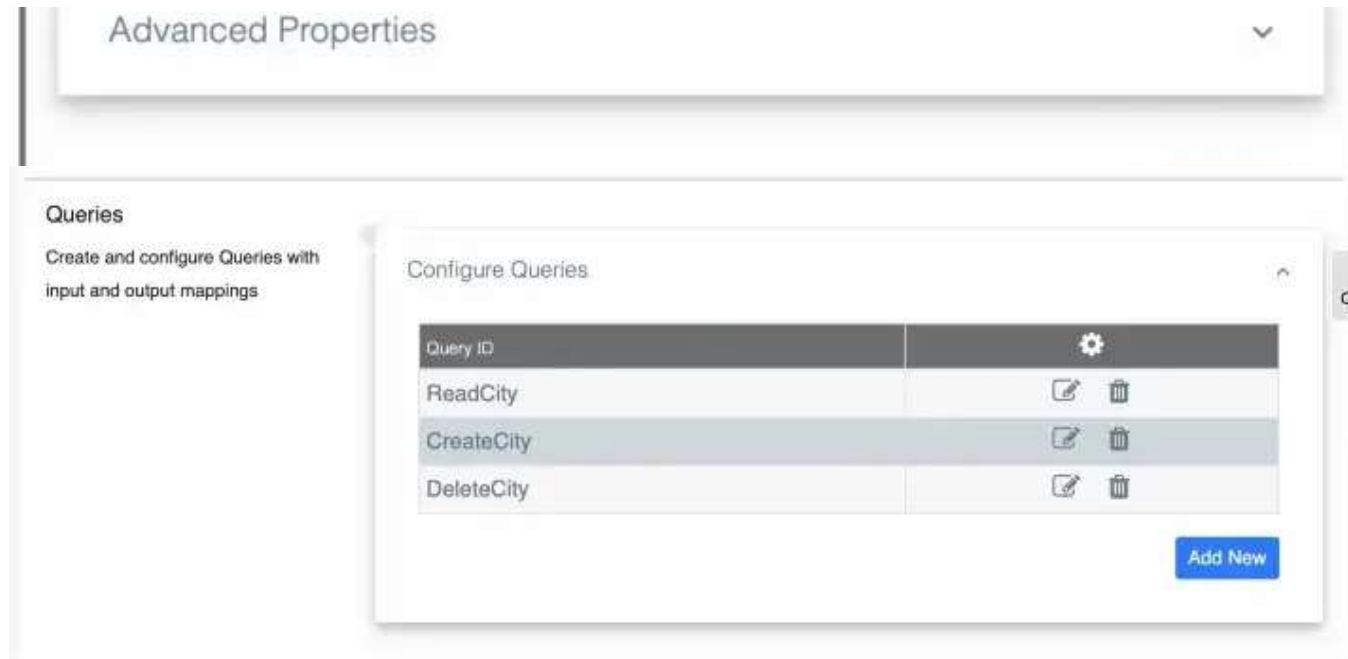 Advanced Properties
Queries
Create and configure Queries with
input and output mappings
Configure Queries
Query ID
ReadCity
CreateCity
DeleteCity
Add New